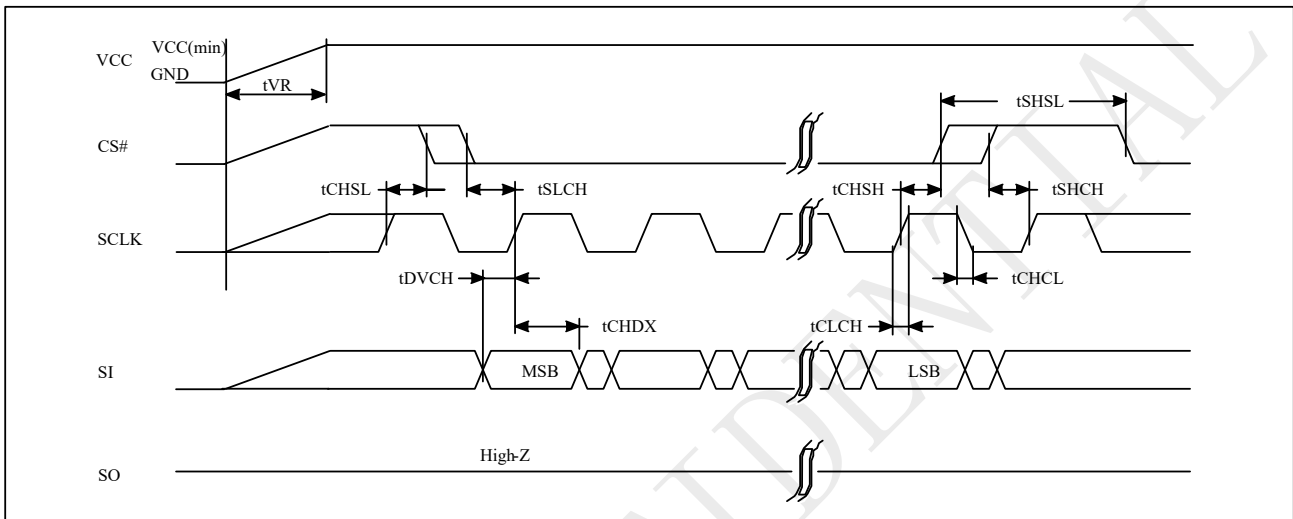 VCC
VCC(min)
GND
tVR
tSHSL
CS#
tCHSL
tSLCH
tCHSH
tSHCH
SCLK
tDVCH
tCHCL
tCHDX
tCLCH
SI
MSB
LSB
High-Z
SO
IDENTIAL